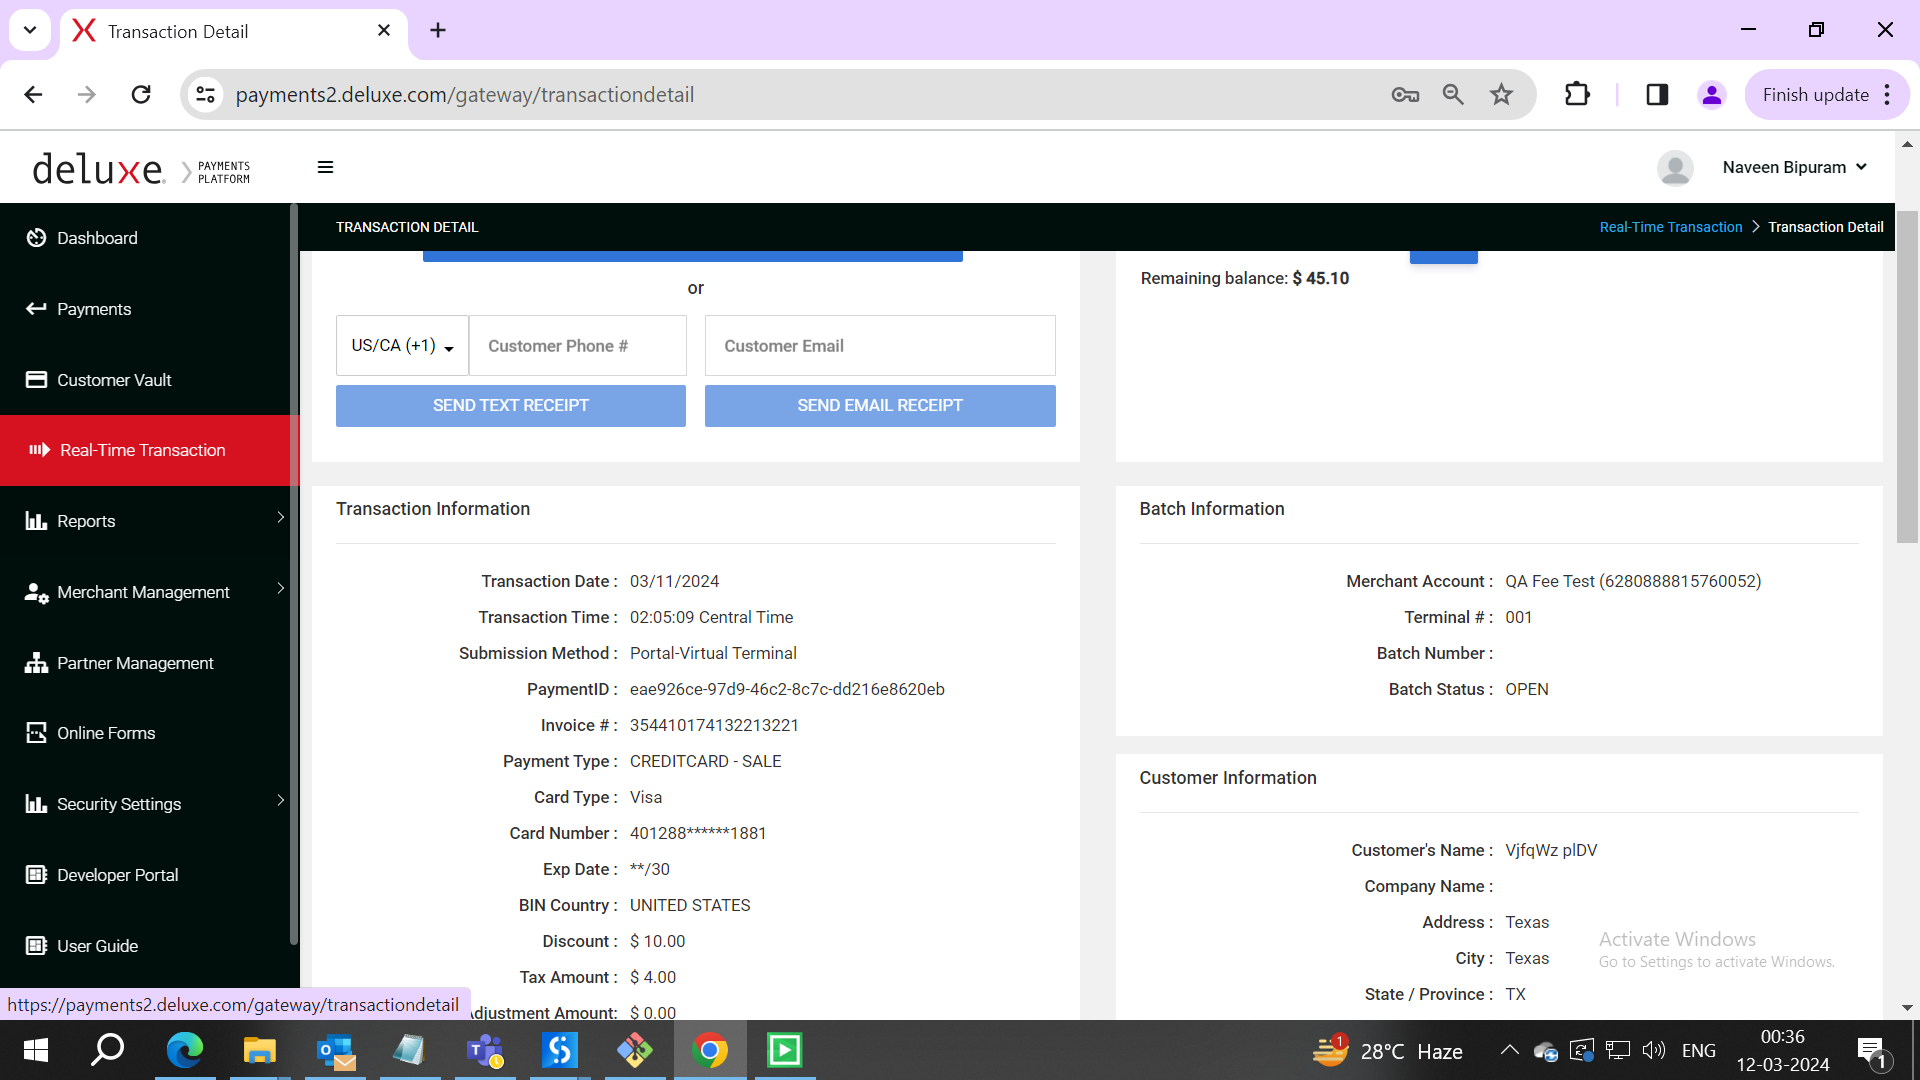 Transaction Detail
payments2.deluxe.com/gateway/transactiondetail
Finish update
deluxe. PAYMENTS PLATFORM
Naveen Bipuram
TRANSACTION DETAIL
Real-Time Transaction > Transaction Detail
Dashboard
Payments
Customer Vault
Real-Time Transaction
Reports
Merchant Management
Partner Management
Online Forms
Security Settings
Developer Portal
User Guide
https://payments2.deluxe.com/gateway/transactiondetail
or
US/CA (+1)
Customer Phone #
Customer Email
SEND TEXT RECEIPT
SEND EMAIL RECEIPT
Remaining balance: $ 45.10
Transaction Information
Transaction Date : 03/11/2024
Transaction Time : 02:05:09 Central Time
Submission Method : Portal-Virtual Terminal
PaymentID : eae926ce-97d9-46c2-8c7c-dd216e8620eb
Invoice # : 354410174132213221
Payment Type : CREDITCARD - SALE
Card Type : Visa
Card Number : 401288******1881
Exp Date : **/30
BIN Country : UNITED STATES
Discount : $ 10.00
Tax Amount : $ 4.00
djustment Amount: $ 0.00
Batch Information
Merchant Account : QA Fee Test (6280888815760052)
Terminal # : 001
Batch Number :
Batch Status : OPEN
Customer Information
Customer's Name : VjfqWz plDV
Company Name :
Address : Texas
City : Texas
State / Province : TX
Activate Windows
Go to Settings to activate Windows.
1
28°C Haze
ENG
00:36
12-03-2024
1